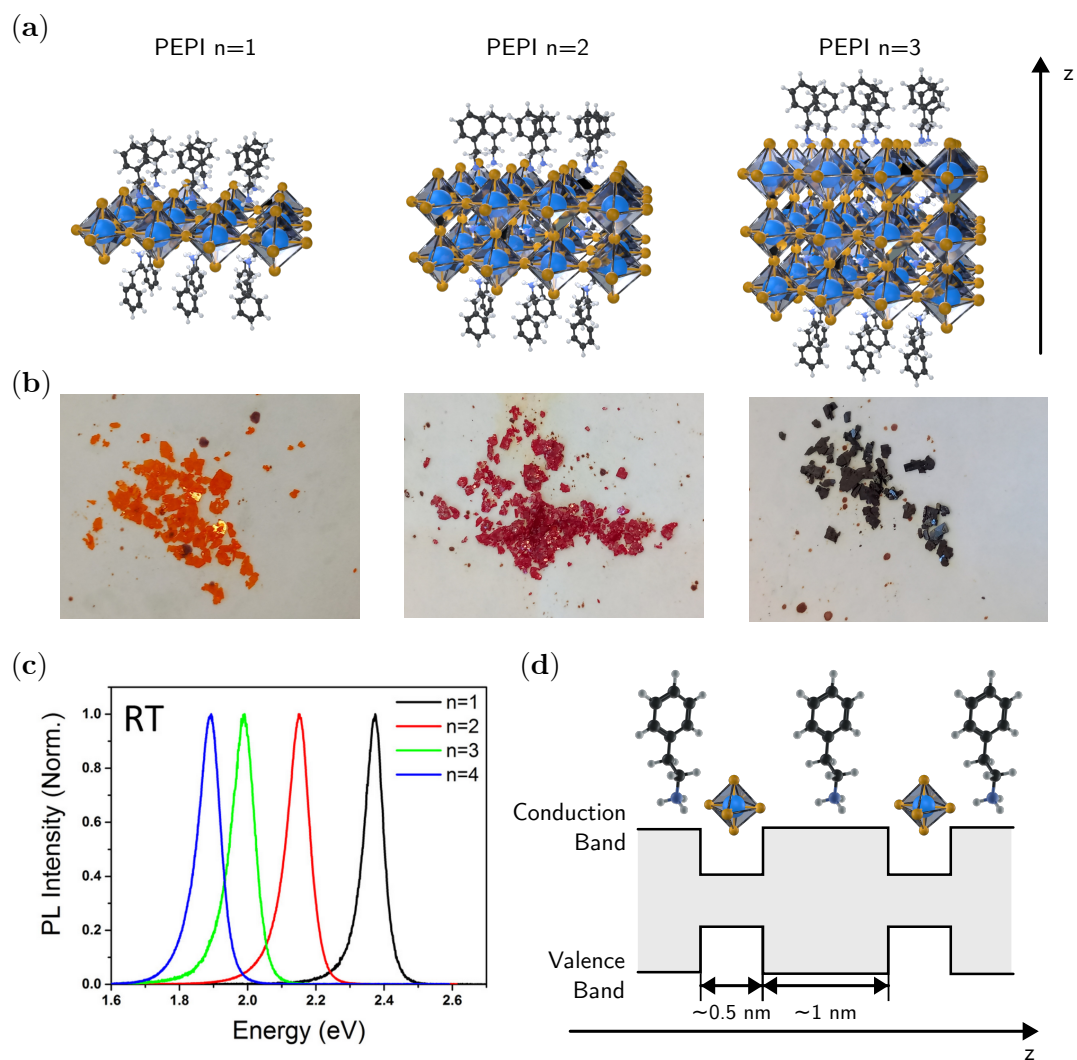 (a)
PEPI n=1
PEPI n=2
PEPI n=3
z
(b)
(c)
RT
n=1
n=2
n=3
n=4
PL Intensity (Norm.)
1.0
0.8
0.6
0.4
0.2
0.0
1.6
1.8
2.0
2.2
2.4
2.6
Energy (eV)
(d)
Conduction
Band
Valence
Band
~0.5 nm
~1 nm
z